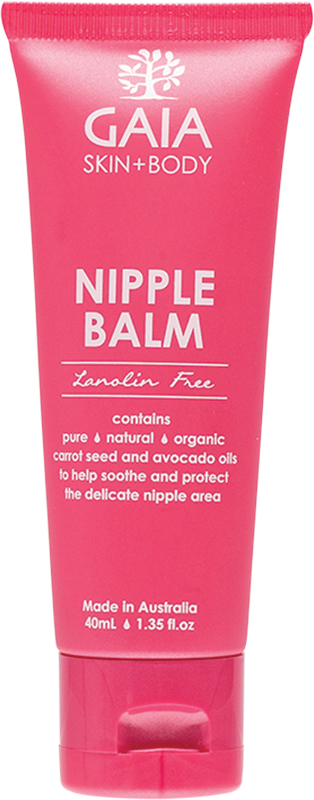 GAIA
SKIN+BODY
NIPPLE
BALM
Lanolin Free
contains
pure 💧 natural 💧 organic
carrot seed and avocado oils
to help soothe and protect
the delicate nipple area
Made in Australia
40mL 💧 1.35 fl.oz